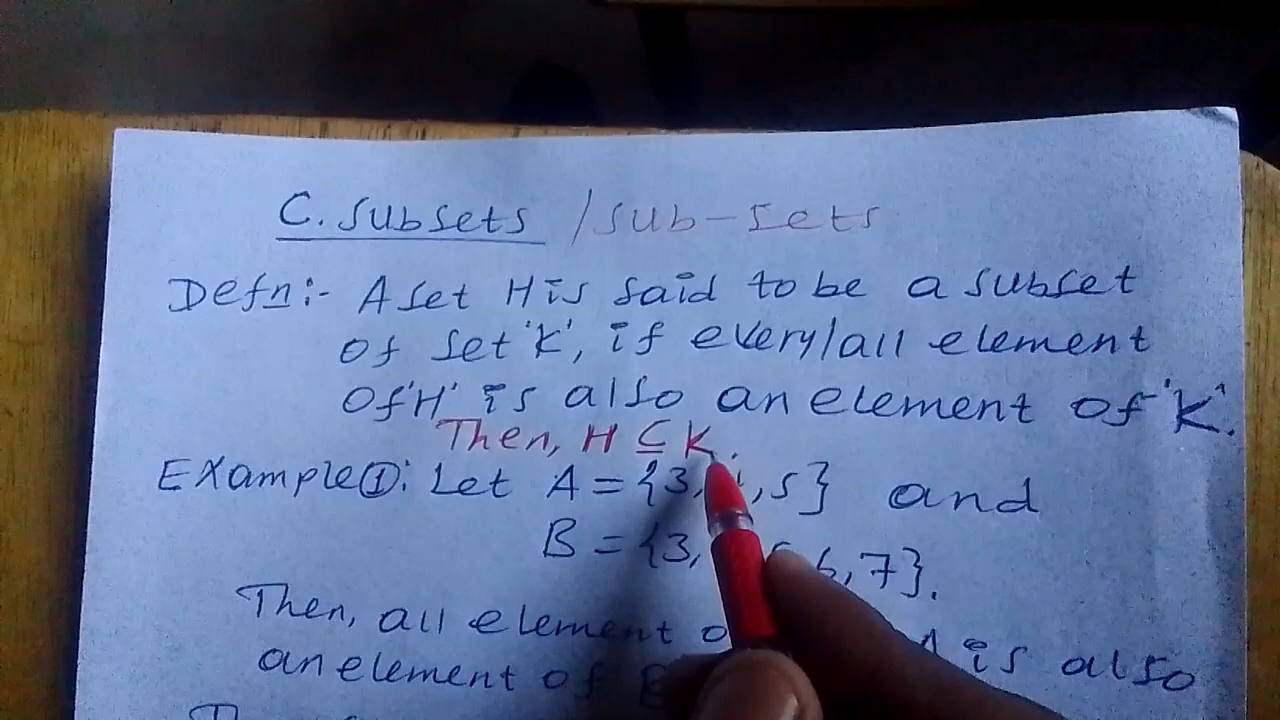 C. Subsets / Sub-sets
Defn:- A set H is said to be a subset
of set 'K', if every/all element
of 'H' is also an element of 'K'.
Then, H ⊆ K.
Example①: Let A = {3, , 5} and
B = {3, 6, 7}.
Then, all element A is also
an element of B